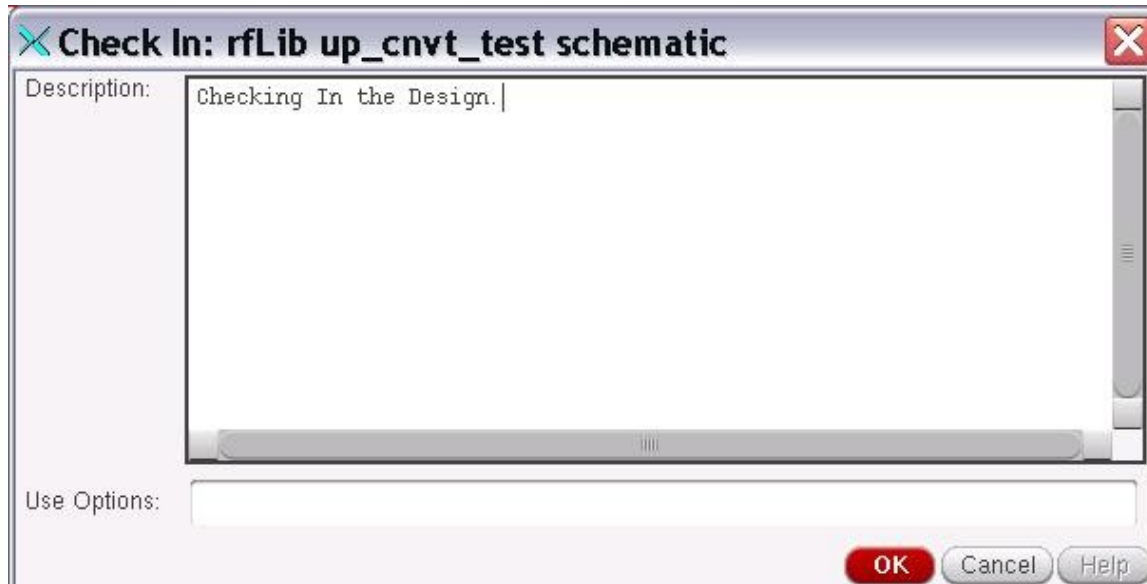 Check In: rfLib up_cnvt_test schematic
Description:
Checking In the Design.
Use Options:
OK Cancel Help